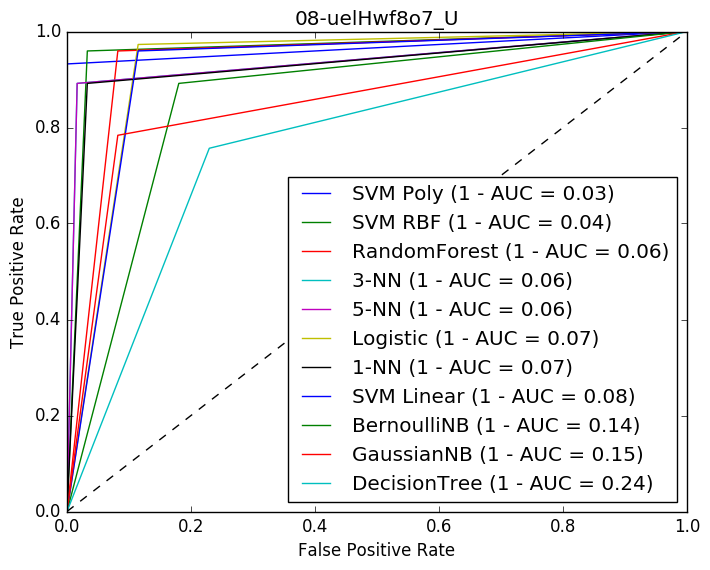 08-uelHwf8o7_U
1.0
0.8
0.6
0.4
0.2
0.0
True Positive Rate
SVM Poly (1 - AUC = 0.03)
SVM RBF (1 - AUC = 0.04)
RandomForest (1 - AUC = 0.06)
3-NN (1 - AUC = 0.06)
5-NN (1 - AUC = 0.06)
Logistic (1 - AUC = 0.07)
1-NN (1 - AUC = 0.07)
SVM Linear (1 - AUC = 0.08)
BernoulliNB (1 - AUC = 0.14)
GaussianNB (1 - AUC = 0.15)
DecisionTree (1 - AUC = 0.24)
0.0 0.2 0.4 0.6 0.8 1.0
False Positive Rate